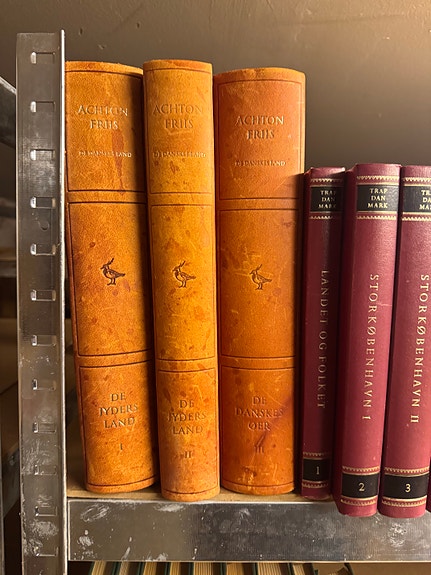 ACHTON
FRIIS
DE DANSKES LAND
DE
JYDERS
LAND
I
ACHTON
FRIIS
DE DANSKES LAND
DE
JYDERS
LAND
II
ACHTON
FRIIS
DE DANSKES LAND
DE
DANSKES
ØER
III
TRAP
DAN
MARK
LANDET OG FOLKET
1
TRAP
DAN
MARK
STORKØBENHAVN I
2
TRAP
DAN
MARK
STORKØBENHAVN II
3